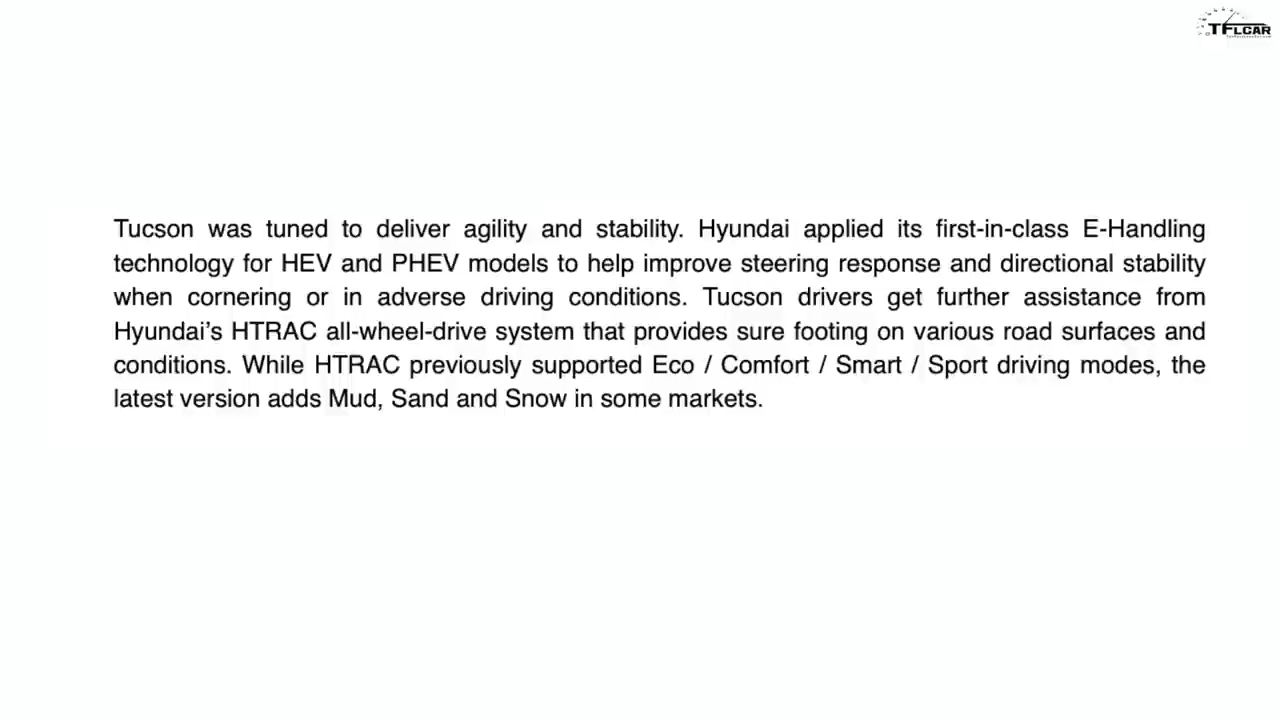 TFLCAR
Tucson was tuned to deliver agility and stability. Hyundai applied its first-in-class E-Handling
technology for HEV and PHEV models to help improve steering response and directional stability
when cornering or in adverse driving conditions. Tucson drivers get further assistance from
Hyundai’s HTRAC all-wheel-drive system that provides sure footing on various road surfaces and
conditions. While HTRAC previously supported Eco / Comfort / Smart / Sport driving modes, the
latest version adds Mud, Sand and Snow in some markets.